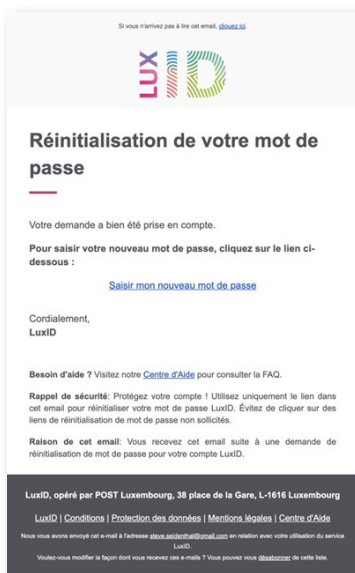 Si vous n'arrivez pas à lire cet email, cliquez ici.
LUX ID
Réinitialisation de votre mot de
passe
Votre demande a bien été prise en compte.
Pour saisir votre nouveau mot de passe, cliquez sur le lien ci-
dessous :
Saisir mon nouveau mot de passe
Cordialement,
LuxID
Besoin d'aide ? Visitez notre Centre d'Aide pour consulter la FAQ.
Rappel de sécurité: Protégez votre compte ! Utilisez uniquement le lien dans
cet email pour réinitialiser votre mot de passe LuxID. Évitez de cliquer sur des
liens de réinitialisation de mot de passe non sollicités.
Raison de cet email: Vous recevez cet email suite à une demande de
réinitialisation de mot de passe pour votre compte LuxID.
LuxID, opéré par POST Luxembourg, 38 place de la Gare, L-1616 Luxembourg
LuxID | Conditions | Protection des données | Mentions légales | Centre d'Aide
Nous vous avons envoyé cet e-mail à l'adresse steve.seidenthal@gmail.com en relation avec votre utilisation du service
LuxID.
Voulez-vous modifier la façon dont vous recevez ces e-mails ? Vous pouvez vous désabonner de cette liste.